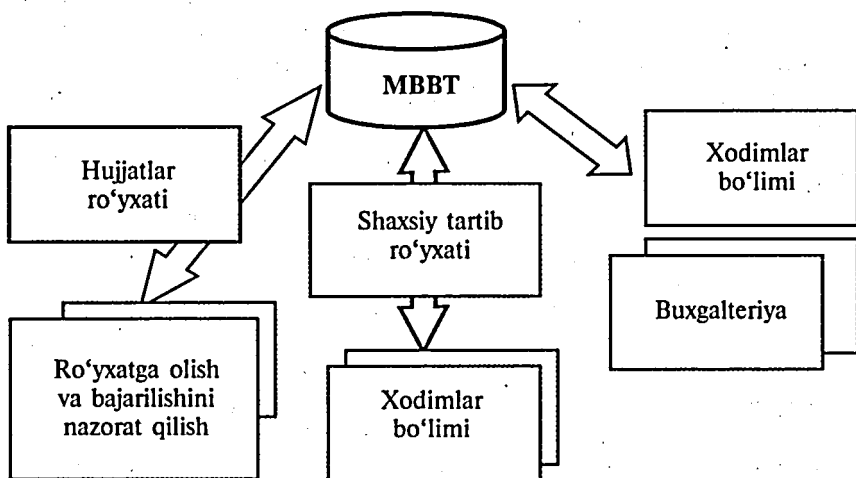 MBBT
Hujjatlar
ro‘yxati
Shaxsiy tartib
ro‘yxati
Xodimlar
bo‘limi
Buxgalteriya
Ro‘yxatga olish
va bajarilishini
nazorat qilish
Xodimlar
bo‘limi